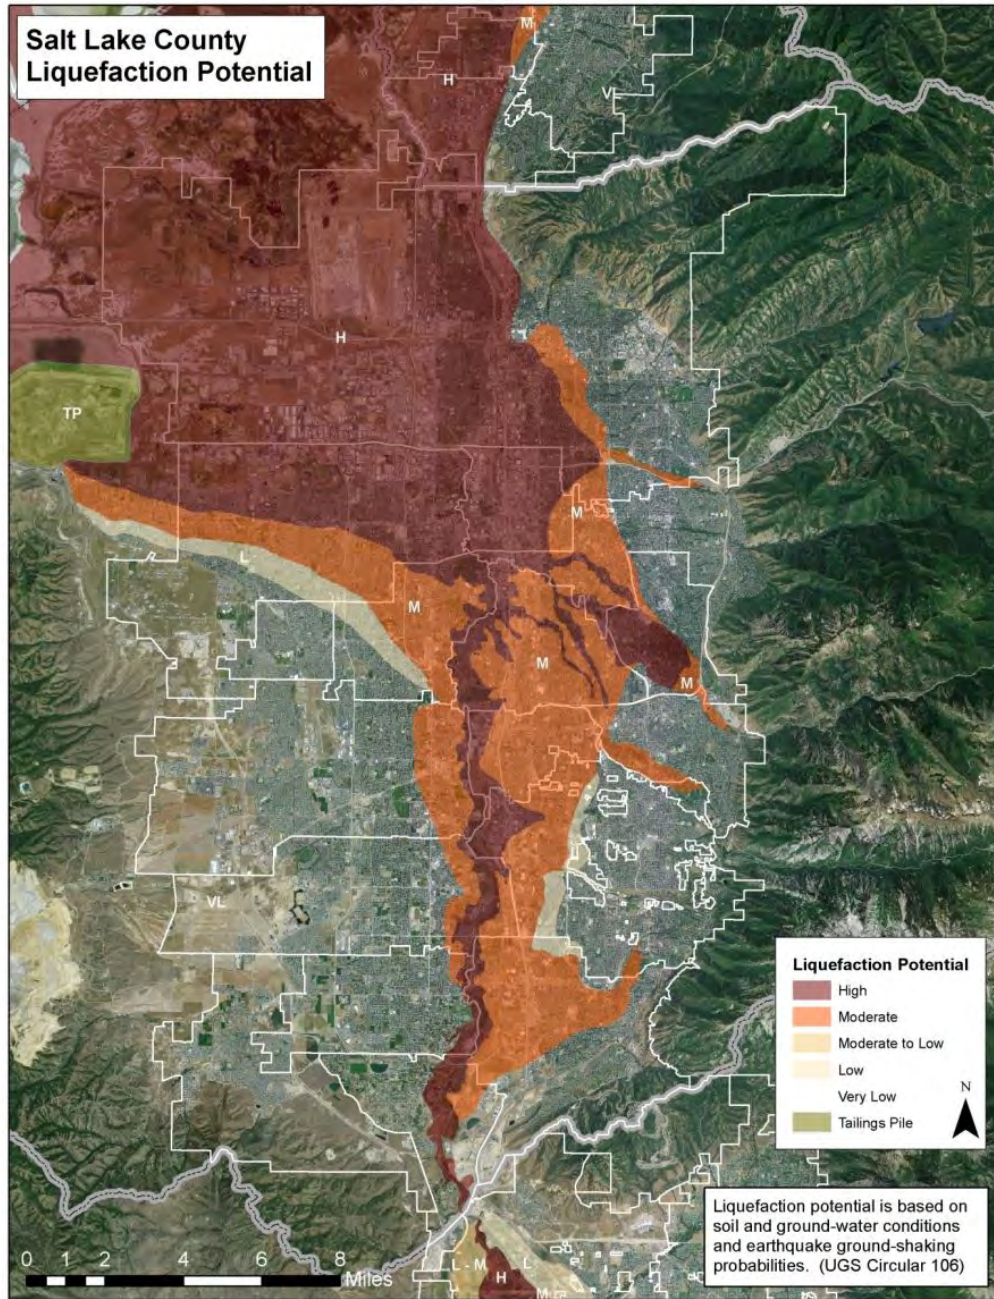 Salt Lake County
Liquefaction Potential
M
H
VL
H
TP
M
L
M
M
M
VL
Liquefaction Potential
High
Moderate
Moderate to Low
Low
Very Low
Tailings Pile
N
Liquefaction potential is based on
soil and ground-water conditions
and earthquake ground-shaking
probabilities. (UGS Circular 106)
0 1 2 4 6 8 Miles
L - M
L
H
M
L